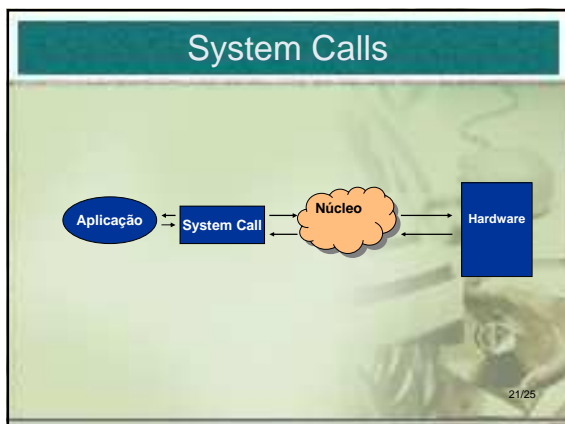 System Calls
Aplicação
System Call
Núcleo
Hardware
21/25